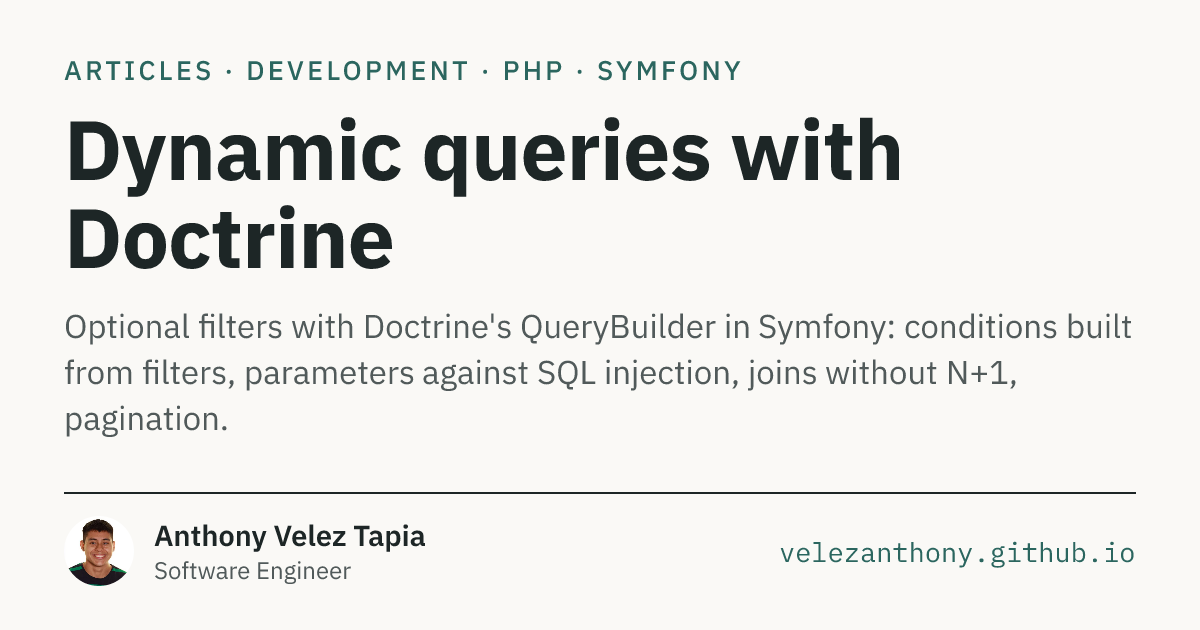 ARTICLES · DEVELOPMENT · PHP · SYMFONY
Dynamic queries with
Doctrine
Optional filters with Doctrine's QueryBuilder in Symfony: conditions built
from filters, parameters against SQL injection, joins without N+1,
pagination.
Anthony Velez Tapia
Software Engineer
velezanthony.github.io